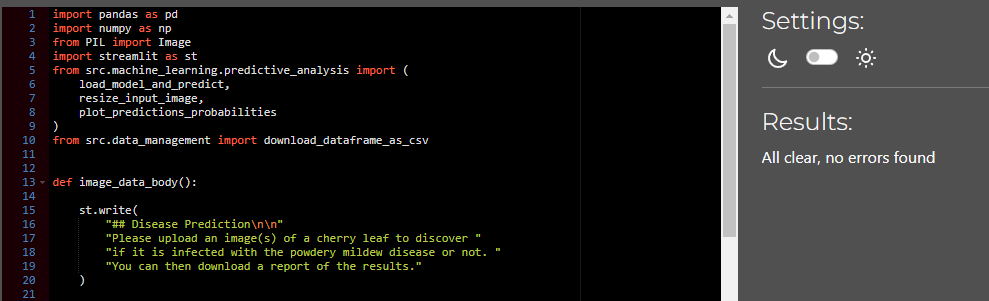 1 import pandas as pd
2 import numpy as np
3 from PIL import Image
4 import streamlit as st
5 from src.machine_learning.predictive_analysis import (
6     load_model_and_predict,
7     resize_input_image,
8     plot_predictions_probabilities
9 )
10 from src.data_management import download_dataframe_as_csv
11
12
13 def image_data_body():
14
15     st.write(
16         "## Disease Prediction\n\n"
17         "Please upload an image(s) of a cherry leaf to discover "
18         "if it is infected with the powdery mildew disease or not. "
19         "You can then download a report of the results."
20     )
21
Settings:
Results:
All clear, no errors found